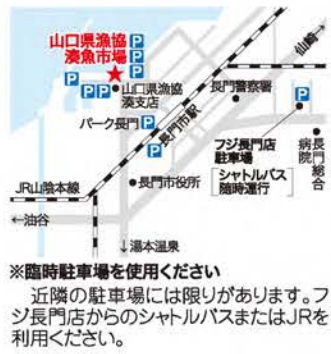 山口県漁協
湊魚市場
P
P
P
P
P
P
山口県漁協
湊支店
仙崎→
長門警察署
パーク長門
P
長門市駅
P
P
フジ長門店
駐車場
シャトルバス
随時運行
長門総合
病院
JR山陰本線
長門市役所
←油谷
↓湯本温泉
※臨時駐車場を使用ください
近隣の駐車場には限りがあります。フ
ジ長門店からのシャトルバスまたはJRを
利用ください。